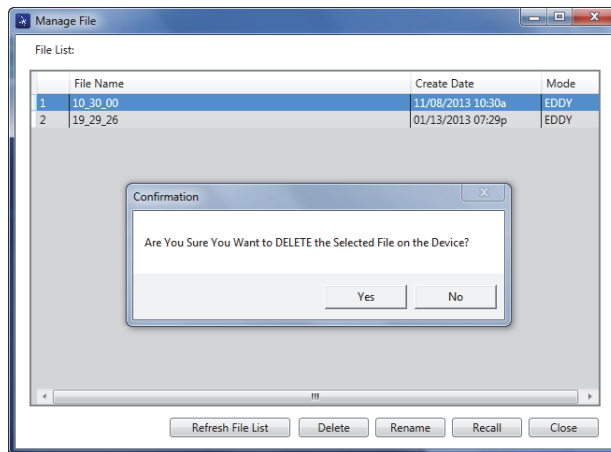 Manage File
File List:
File Name Create Date Mode
1 10_30_00 11/08/2013 10:30a EDDY
2 19_29_26 01/13/2013 07:29p EDDY
Confirmation
Are You Sure You Want to DELETE the Selected File on the Device?
Yes No
Refresh File List Delete Rename Recall Close